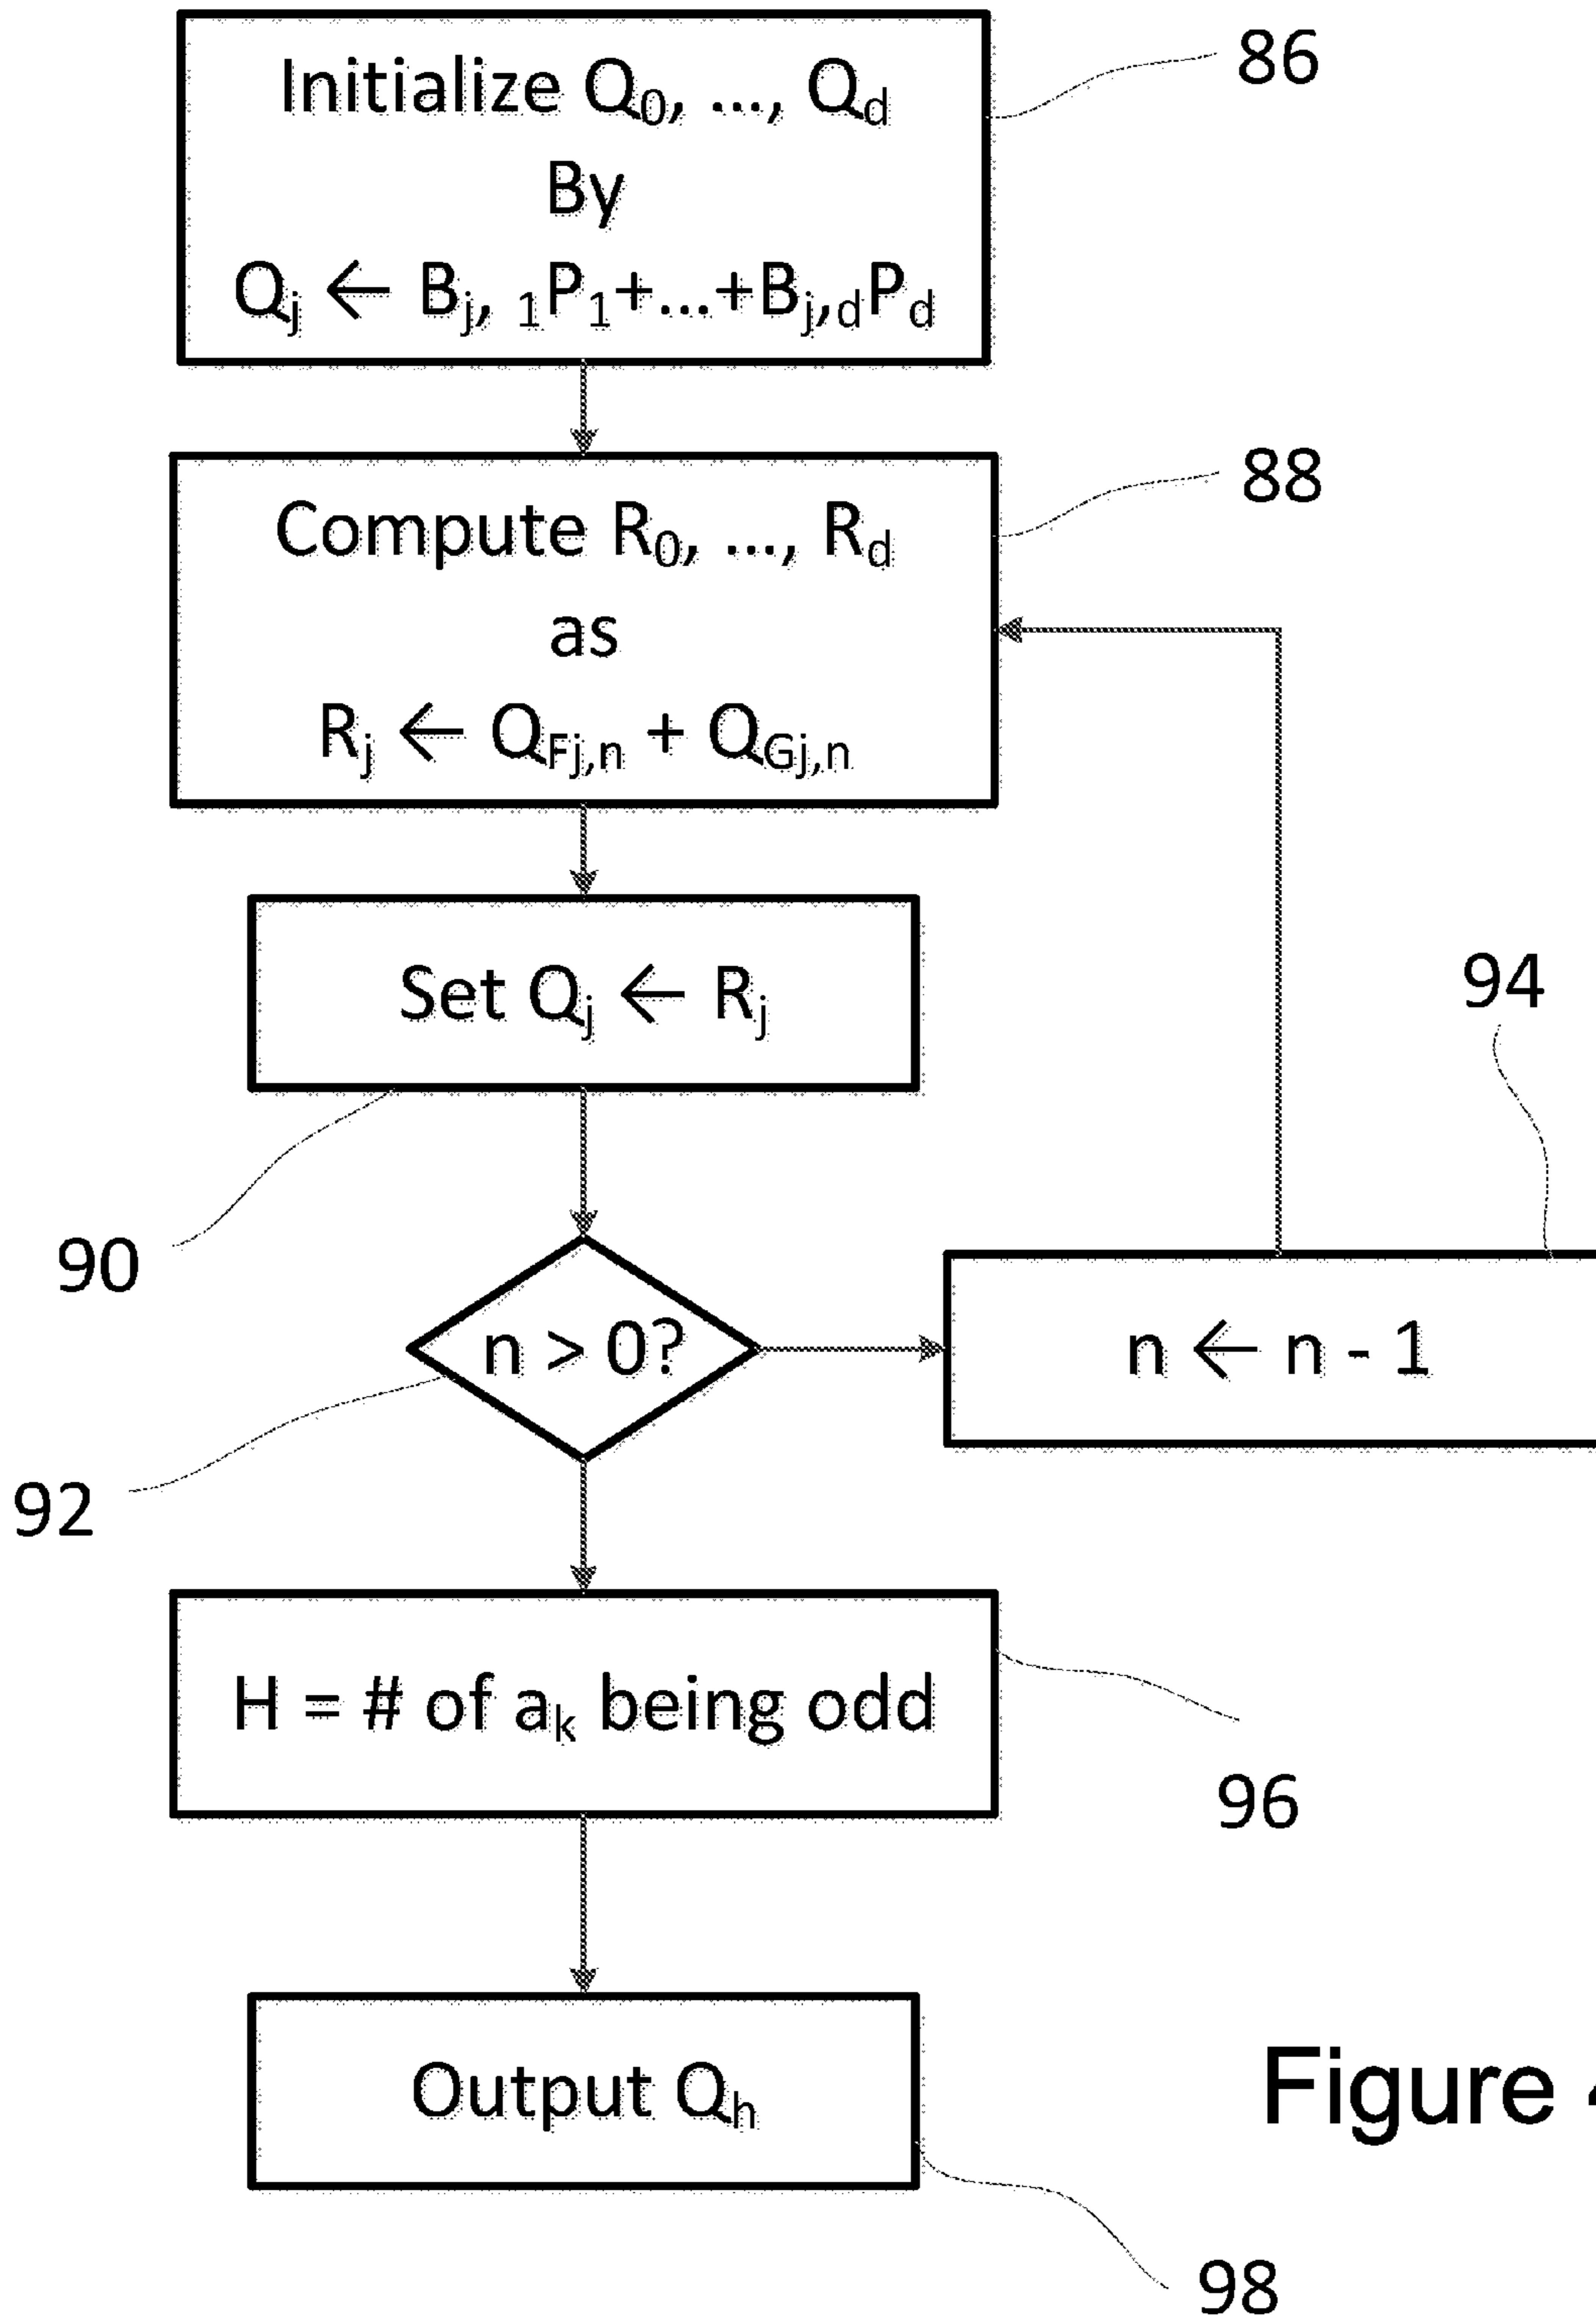 Initialize Q₀, ..., Q_d
By
Q_j ← B_j, ₁P₁+...+B_j,_dP_d
86
Compute R₀, ..., R_d
as
R_j ← Q_Fj,n + Q_Gj,n
88
Set Q_j ← R_j
90
n > 0?
92
n ← n - 1
94
H = # of a_k being odd
96
Output Q_h
98
Figure